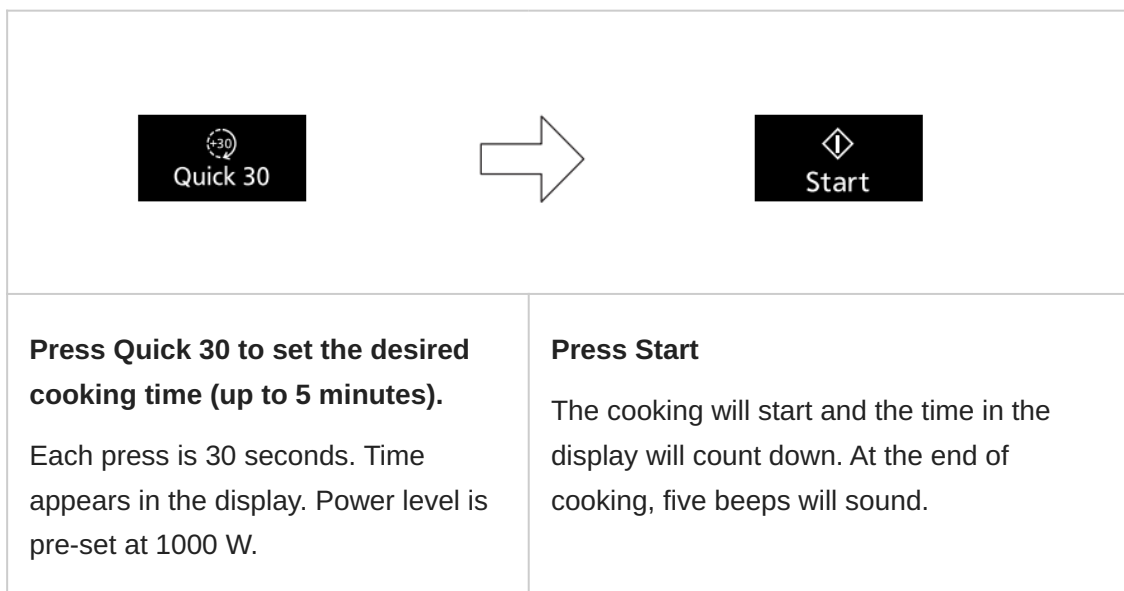 +30
Quick 30
Start
Press Quick 30 to set the desired
cooking time (up to 5 minutes).
Each press is 30 seconds. Time
appears in the display. Power level is
pre-set at 1000 W.
Press Start
The cooking will start and the time in the
display will count down. At the end of
cooking, five beeps will sound.